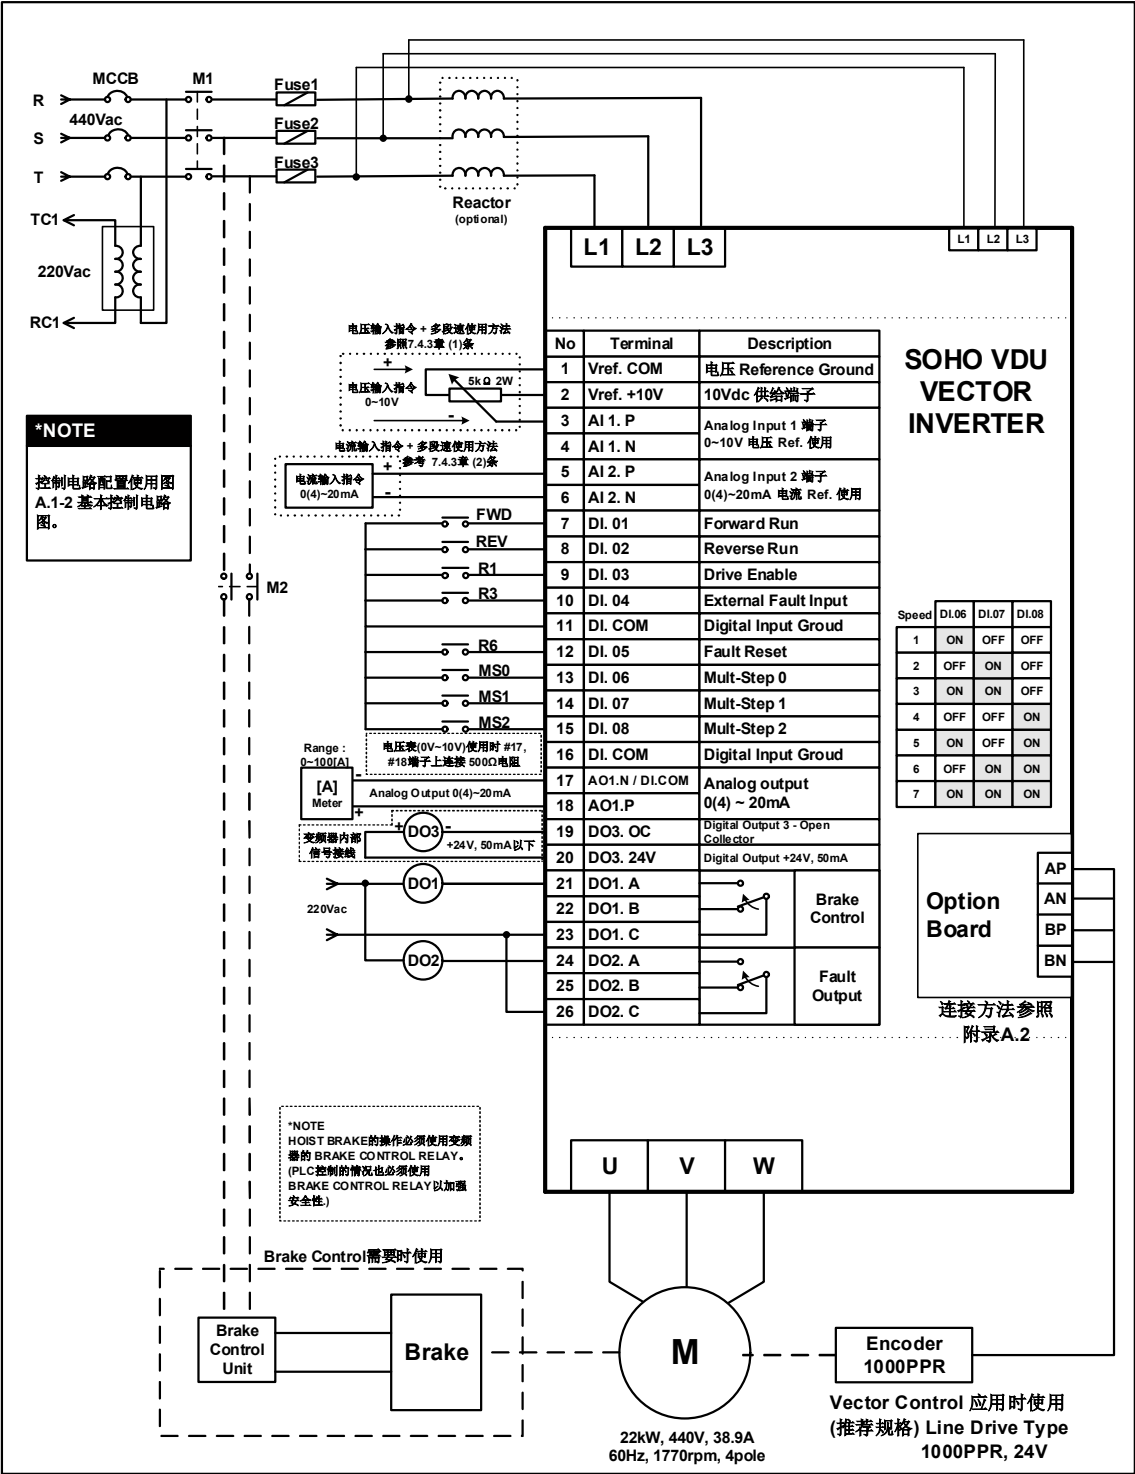 MCCB
M1
Fuse1
R
440Vac
Fuse2
S
Fuse3
T
Reactor
(optional)
TC1
220Vac
RC1
L1 L2 L3
L1 L2 L3
SOHO VDU
VECTOR
INVERTER
电压输入指令 + 多段速使用方法
参照7.4.3章 (1)条
+
电压输入指令
0~10V
5kΩ 2W
-
电流输入指令 + 多段速使用方法
参考 7.4.3章 (2)条
电流输入指令
0(4)~20mA
+
-
*NOTE
控制电路配置使用图
A.1-2 基本控制电路
图。
No Terminal Description
1 Vref. COM 电压 Reference Ground
2 Vref. +10V 10Vdc 供给端子
3 AI 1. P Analog Input 1 端子
4 AI 1. N 0~10V 电压 Ref. 使用
5 AI 2. P Analog Input 2 端子
6 AI 2. N 0(4)~20mA 电流 Ref. 使用
7 DI. 01 Forward Run
8 DI. 02 Reverse Run
9 DI. 03 Drive Enable
10 DI. 04 External Fault Input
11 DI. COM Digital Input Groud
12 DI. 05 Fault Reset
13 DI. 06 Mult-Step 0
14 DI. 07 Mult-Step 1
15 DI. 08 Mult-Step 2
16 DI. COM Digital Input Groud
17 AO1.N / DI.COM Analog output
18 AO1.P 0(4) ~ 20mA
19 DO3. OC Digital Output 3 - Open
Collector
20 DO3. 24V Digital Output +24V, 50mA
21 DO1. A
22 DO1. B Brake
Control
23 DO1. C
24 DO2. A
25 DO2. B Fault
Output
26 DO2. C
FWD
REV
R1
R3
R6
MS0
MS1
MS2
M2
电压表(0V~10V)使用时 #17,
#18端子上连接 500Ω电阻
Range :
0~100[A]
[A]
Meter
-
+
Analog Output 0(4)~20mA
+ DO3 -
+24V, 50mA以下
变频器内部
信号接线
DO1
220Vac
DO2
Speed DI.06 DI.07 DI.08
1 ON OFF OFF
2 OFF ON OFF
3 ON ON OFF
4 OFF OFF ON
5 ON OFF ON
6 OFF ON ON
7 ON ON ON
Option
Board
AP
AN
BP
BN
连接方法参照
附录A.2
*NOTE
HOIST BRAKE的操作必须使用变频
器的 BRAKE CONTROL RELAY。
(PLC控制的情况也必须使用
BRAKE CONTROL RELAY以加强
安全性.)
U V W
Brake Control需要时使用
Brake
Control
Unit
Brake
M
Encoder
1000PPR
22kW, 440V, 38.9A
60Hz, 1770rpm, 4pole
Vector Control 应用时使用
(推荐规格) Line Drive Type
1000PPR, 24V